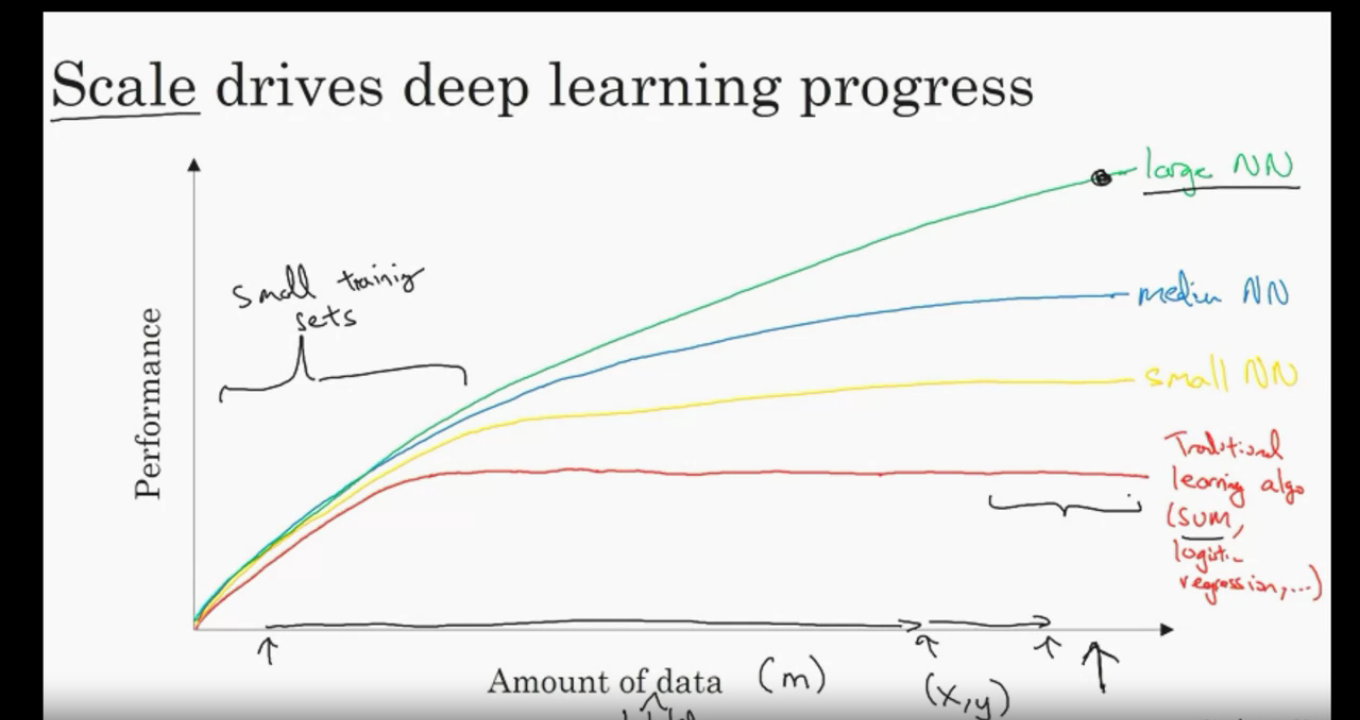 Scale drives deep learning progress
large NN
small training
sets
medium NN
small NN
Performance
Traditional
learning algo
(SVM,
logistic
regression,...)
Amount of data (m)
(x,y)